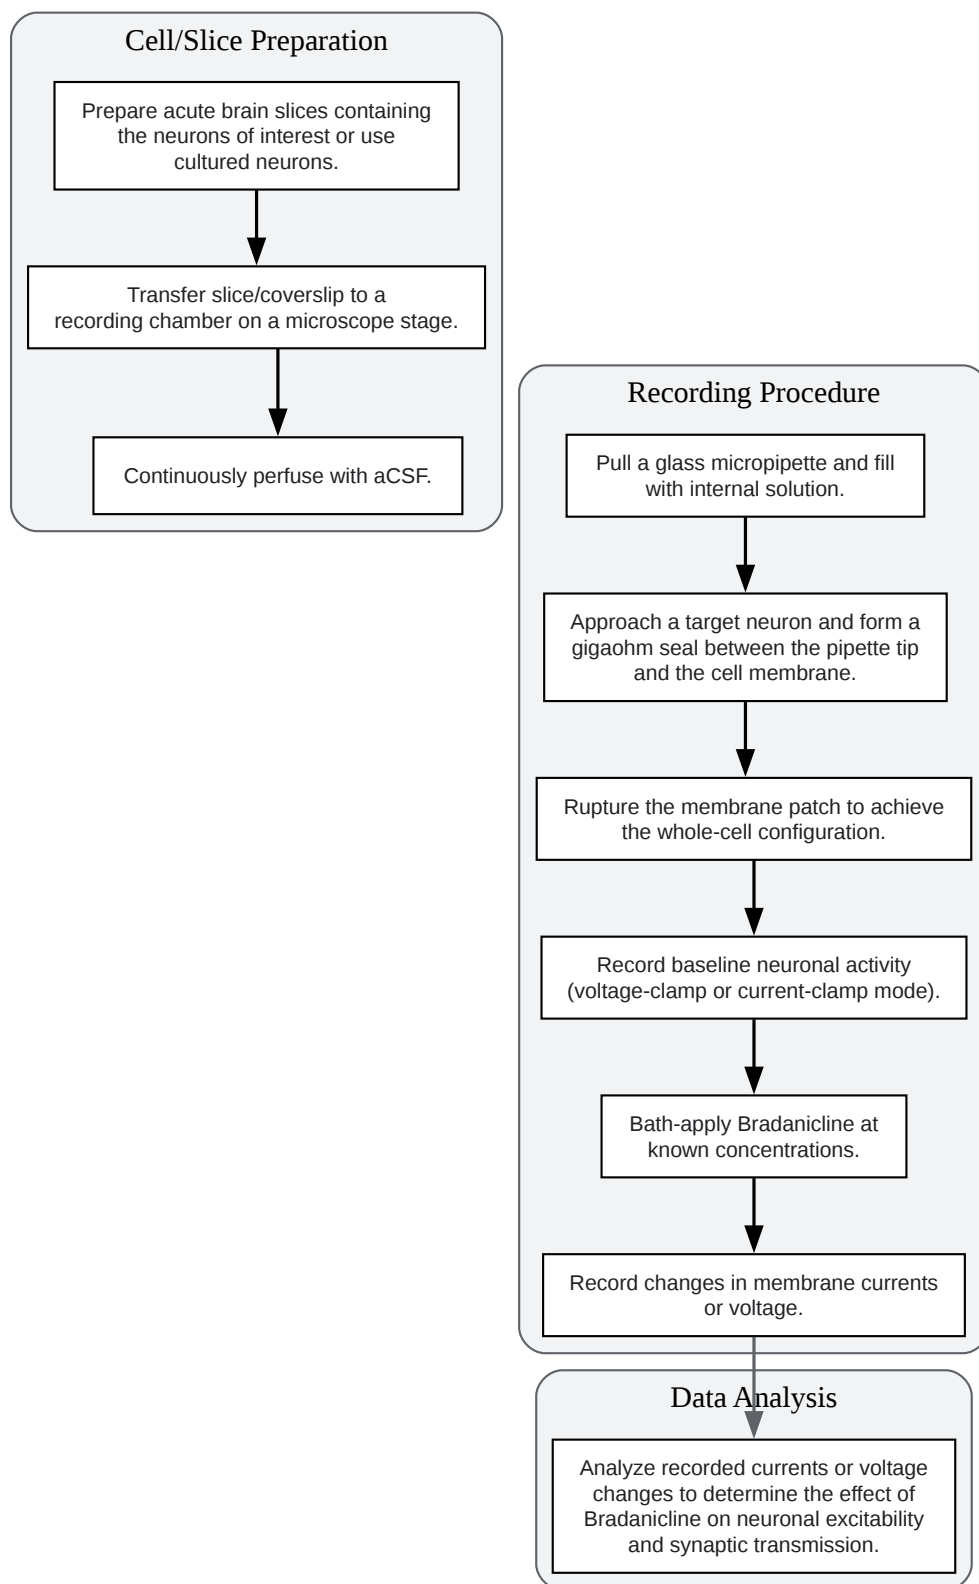 Cell/Slice Preparation
Prepare acute brain slices containing
the neurons of interest or use
cultured neurons.
Transfer slice/coverslip to a
recording chamber on a microscope stage.
Continuously perfuse with aCSF.
Recording Procedure
Pull a glass micropipette and fill
with internal solution.
Approach a target neuron and form a
gigaohm seal between the pipette tip
and the cell membrane.
Rupture the membrane patch to achieve
the whole-cell configuration.
Record baseline neuronal activity
(voltage-clamp or current-clamp mode).
Bath-apply Bradanicline at
known concentrations.
Record changes in membrane currents
or voltage.
Data Analysis
Analyze recorded currents or voltage
changes to determine the effect of
Bradanicline on neuronal excitability
and synaptic transmission.